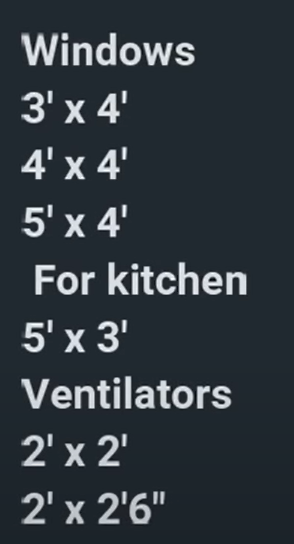 Windows
3' x 4'
4' x 4'
5' x 4'
For kitchen
5' x 3'
Ventilators
2' x 2'
2' x 2'6"